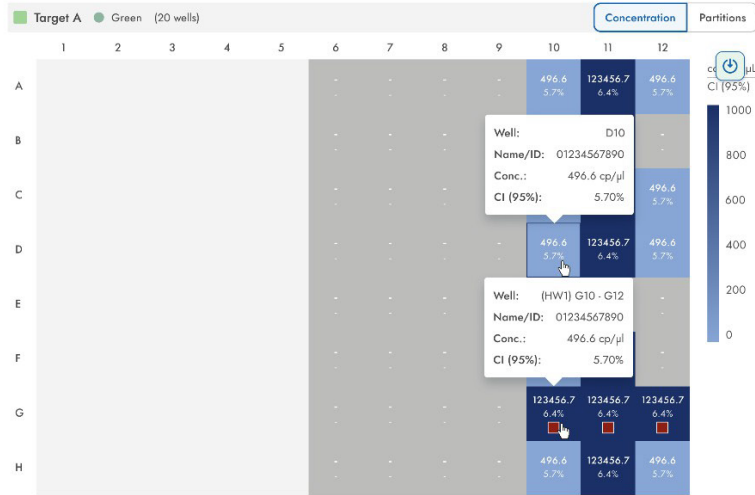 Target A Green (20 wells) Concentration Partitions
1 2 3 4 5 6 7 8 9 10 11 12
CI (95%)
A - - - - 496.6 123456.7 496.6
- - - - 5.7% 6.4% 5.7%
1000
B - - - - -
- - - - -
Well: D10
Name/ID: 01234567890
Conc.: 496.6 cp/µl
CI (95%): 5.70%
800
C - - - - 496.6
- - - - 5.7%
600
D - - - - 496.6 123456.7 496.6
- - - - 5.7% 6.4% 5.7%
400
E - - - - -
- - - - -
Well: (HW1) G10 - G12
Name/ID: 01234567890
Conc.: 496.6 cp/µl
CI (95%): 5.70%
200
0
F - - - - -
- - - - -
G - - - - 123456.7 123456.7 123456.7
- - - - 6.4% 6.4% 6.4%
H - - - - 496.6 123456.7 496.6
- - - - 5.7% 6.4% 5.7%